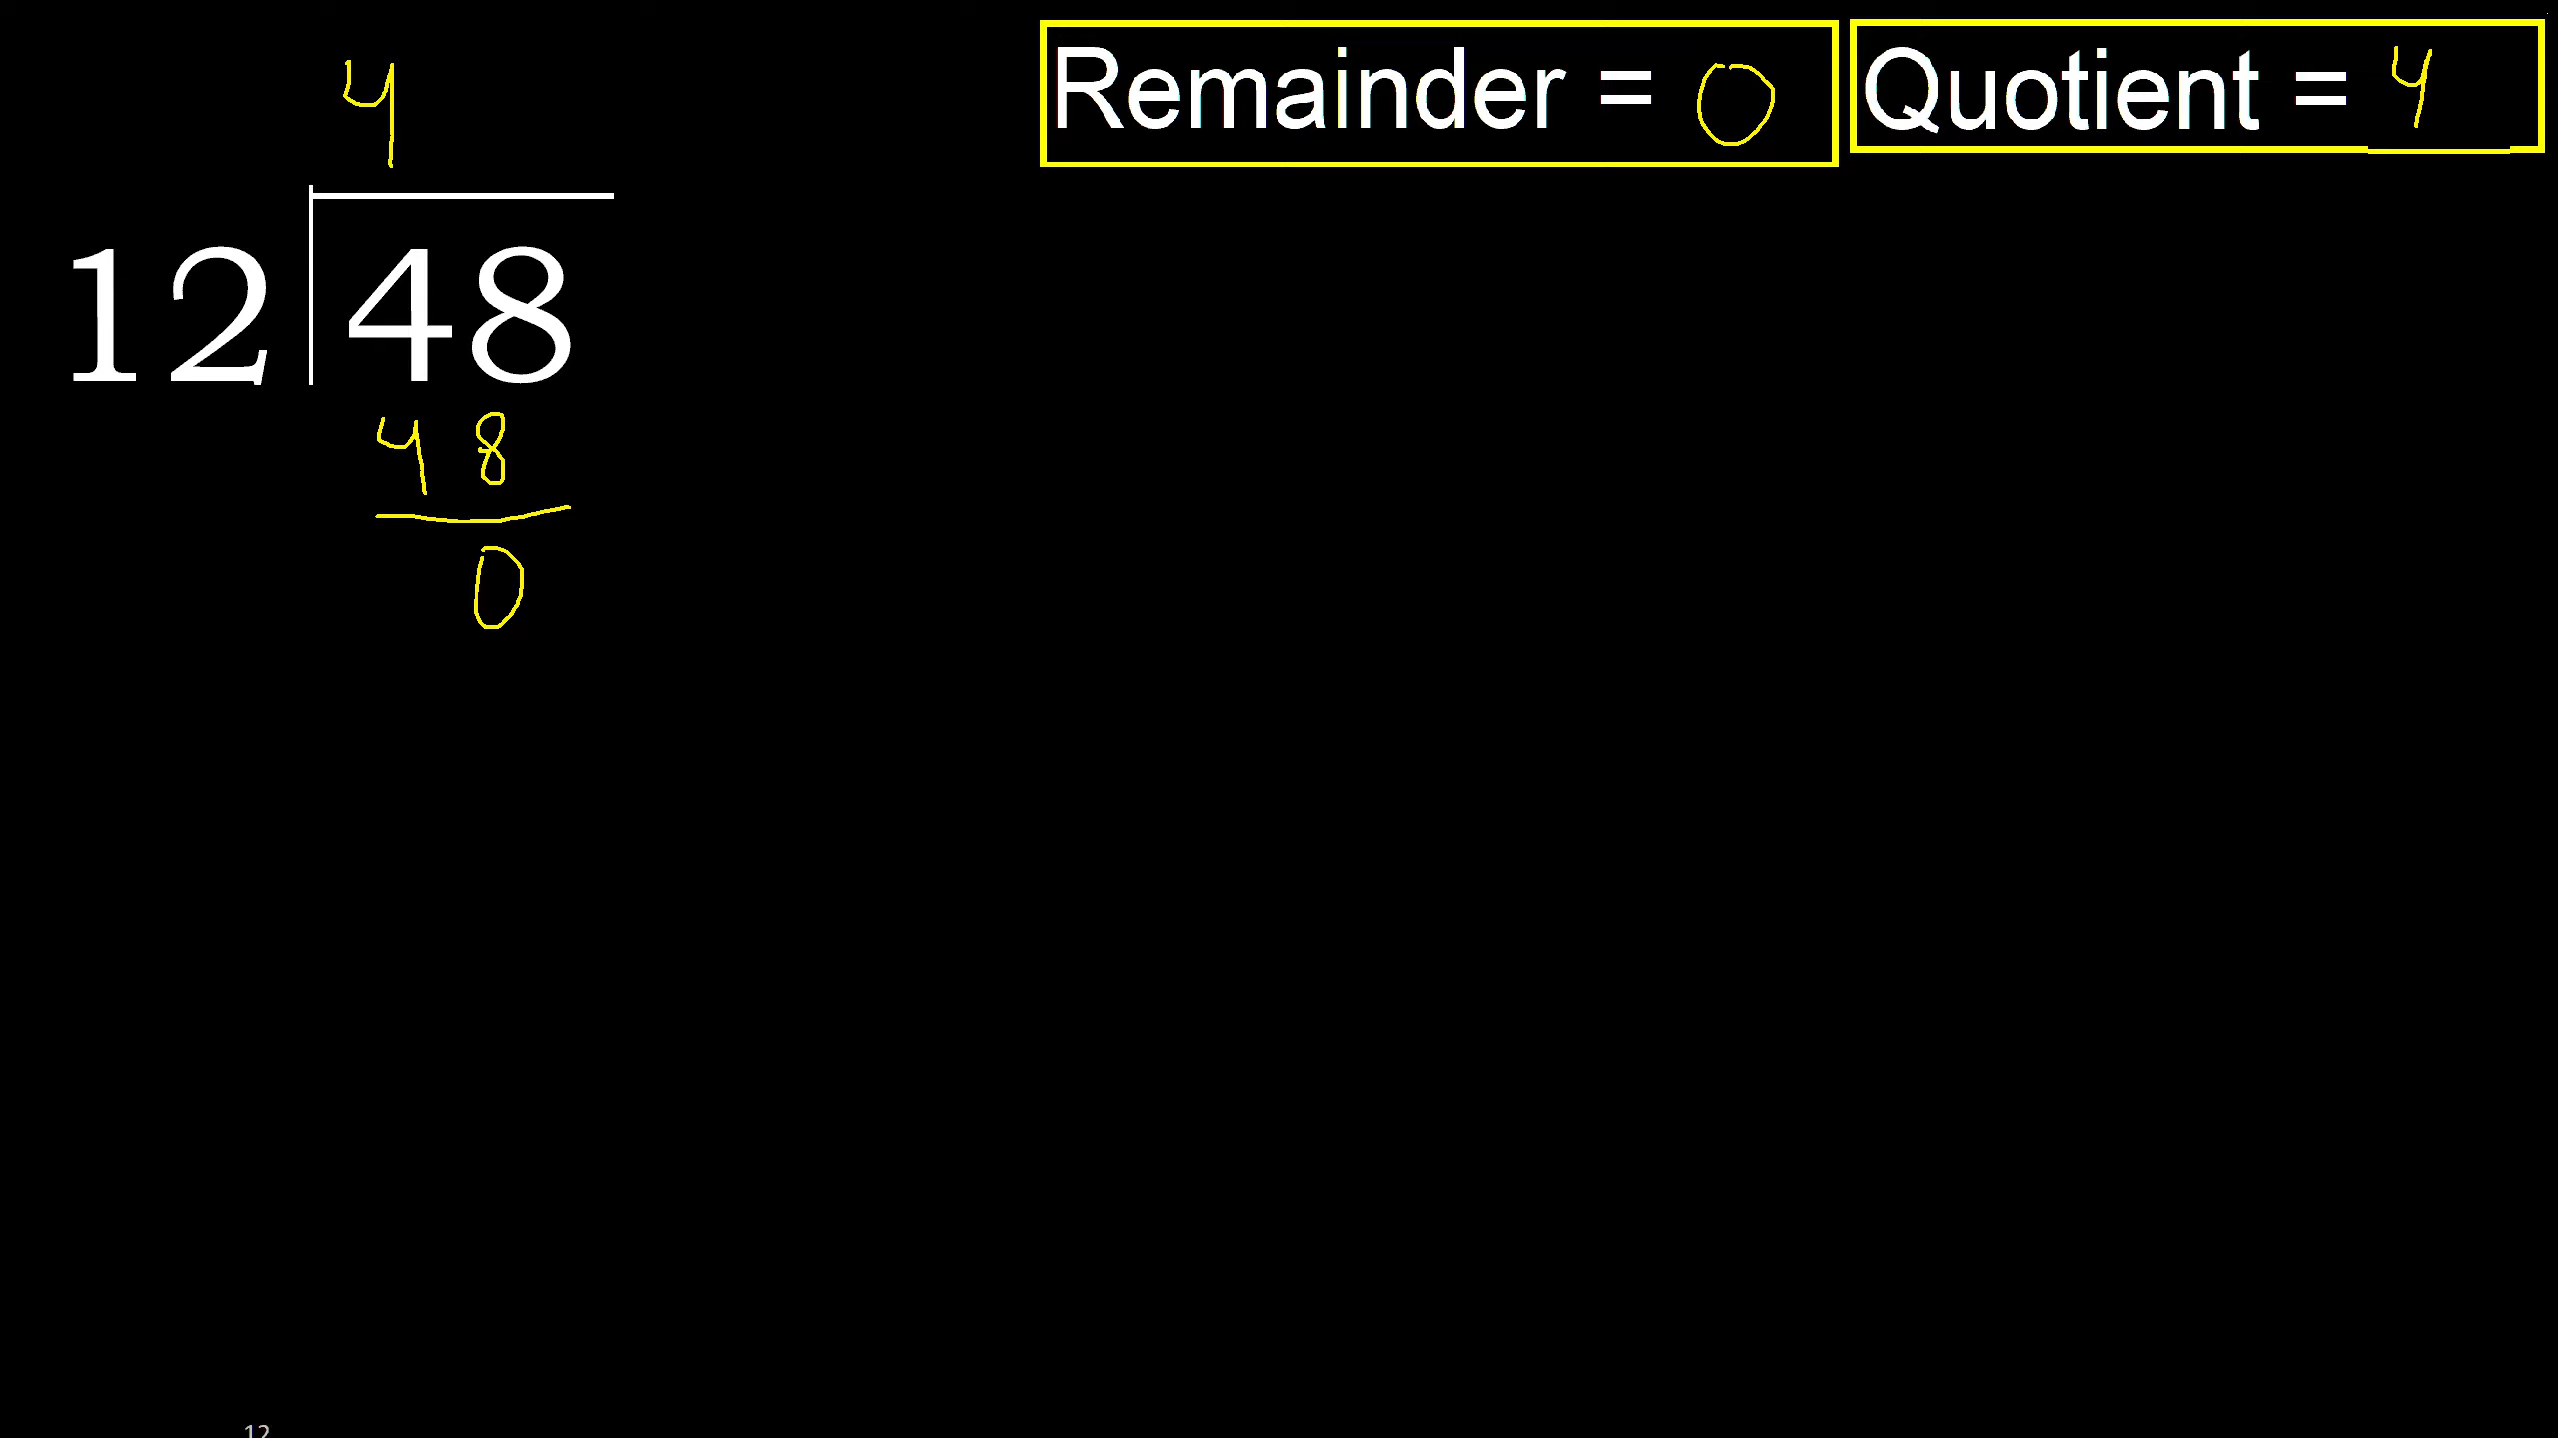 Remainder = 0
Quotient = 4
4
12 48
48
0
12